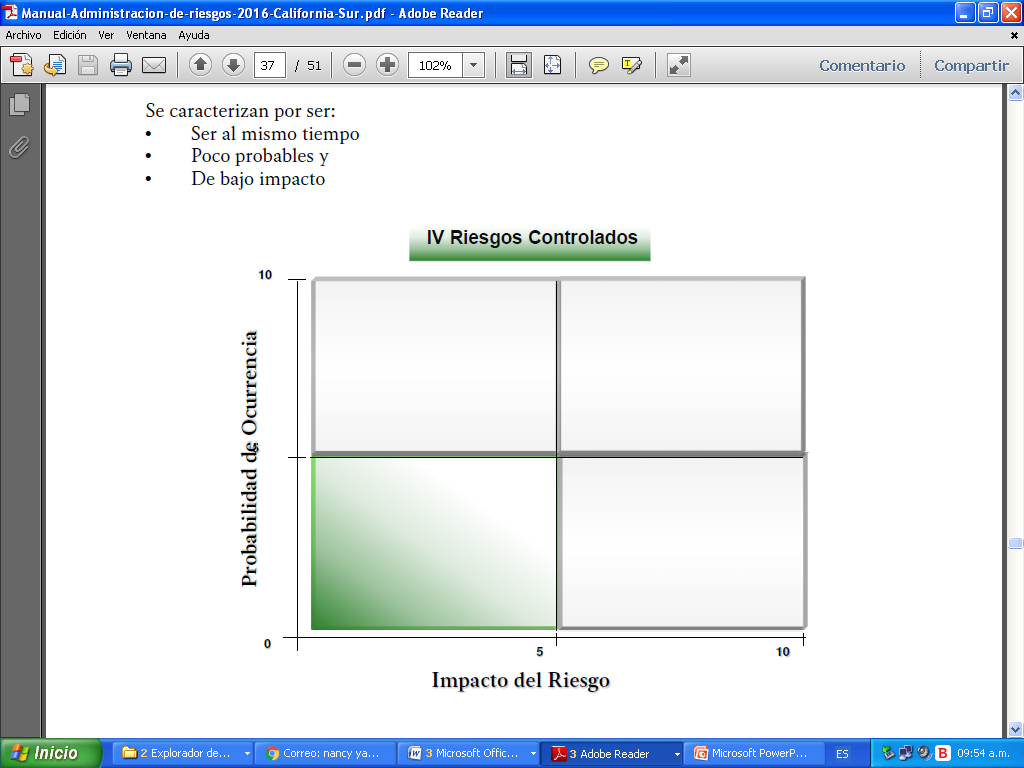 Manual-Administracion-de-riesgos-2016-California-Sur.pdf - Adobe Reader
Archivo Edición Ver Ventana Ayuda
37 / 51 102% Comentario Compartir
Se caracterizan por ser:
• Ser al mismo tiempo
• Poco probables y
• De bajo impacto
IV Riesgos Controlados
10
Probabilidad de Ocurrencia
0
5
10
Impacto del Riesgo
Inicio 2 Explorador de... Correo: nancy ya... 3 Microsoft Offic... 3 Adobe Reader Microsoft PowerP... ES B 09:54 a.m.